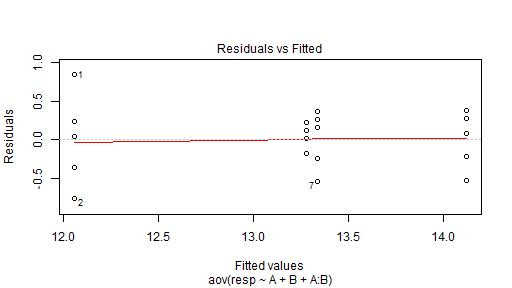 Residuals vs Fitted
Residuals
1.0
0.5
0.0
-0.5
1
2
7
12.0 12.5 13.0 13.5 14.0
Fitted values
aov(resp ~ A + B + A:B)